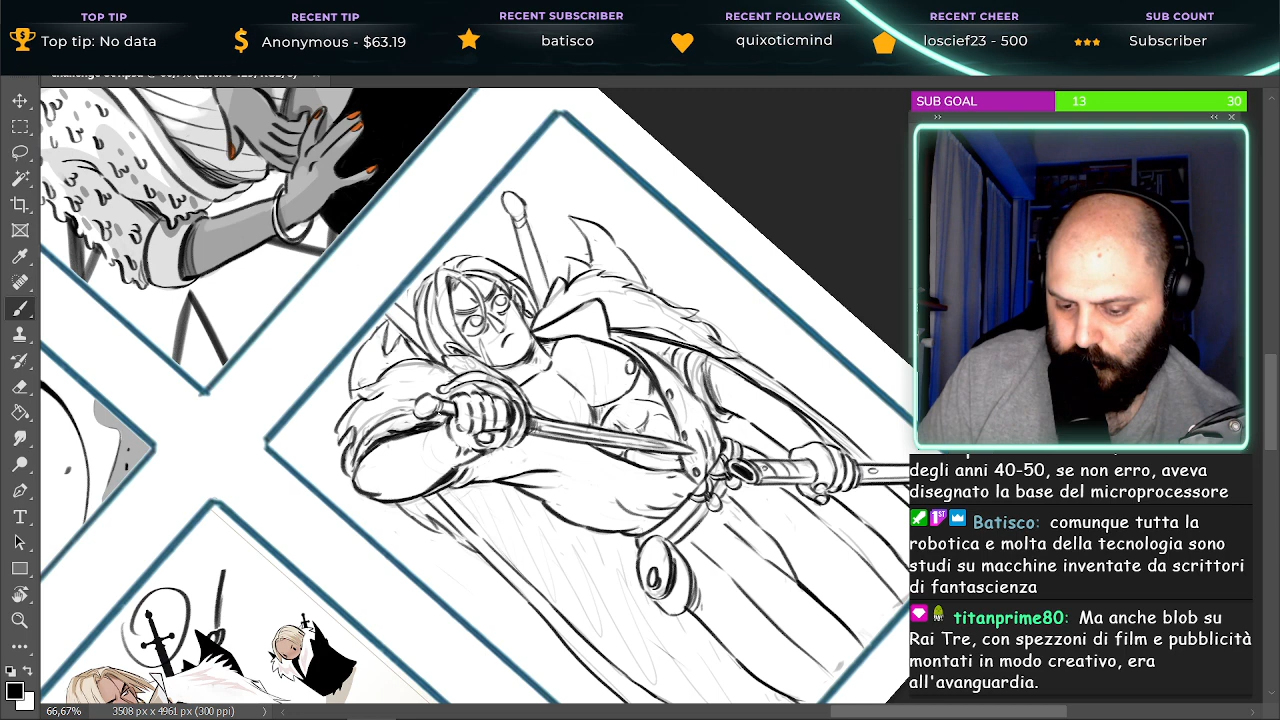 TOP TIP
Top tip: No data
RECENT TIP
Anonymous - $63.19
RECENT SUBSCRIBER
batisco
RECENT FOLLOWER
quixoticmind
RECENT CHEER
loscief23 - 500
SUB COUNT
Subscriber
SUB GOAL
13
30
degli anni 40-50, se non erro, aveva
disegnato la base del microprocessore
Batisco: comunque tutta la
robotica e molta della tecnologia sono
studi su macchine inventate da scrittori
di fantascienza
titanprime80: Ma anche blob su
Rai Tre, con spezzoni di film e pubblicità
montati in modo creativo, era
all'avanguardia.
66,67%
3508 px x 4961 px (300 ppi)